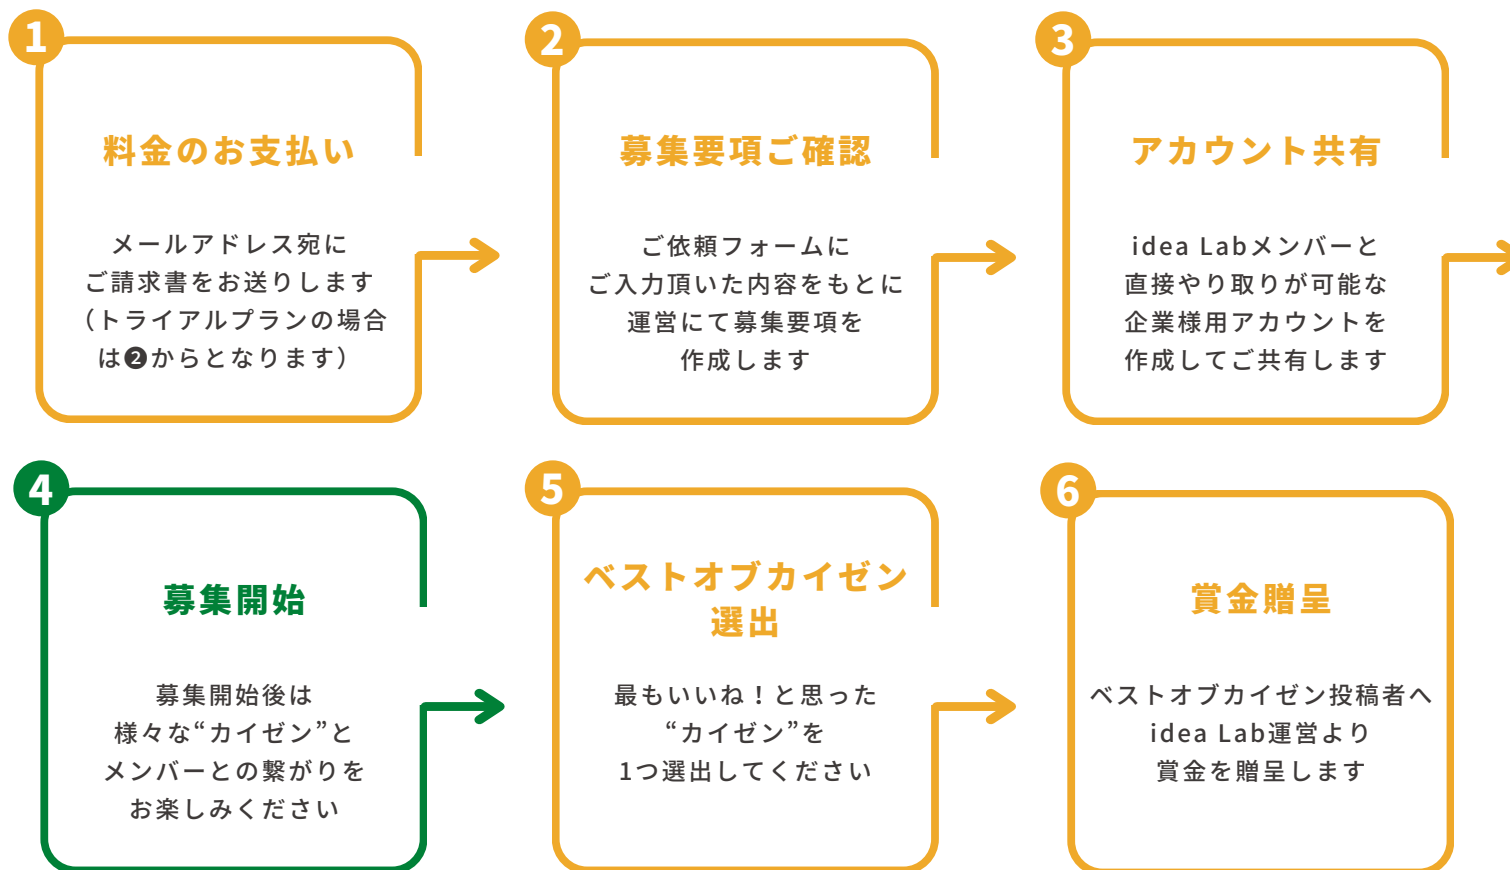 1
料金のお支払い
メールアドレス宛に
ご請求書をお送りします
（トライアルプランの場合
は❷からとなります）
2
募集要項ご確認
ご依頼フォームに
ご入力頂いた内容をもとに
運営にて募集要項を
作成します
3
アカウント共有
idea Labメンバーと
直接やり取りが可能な
企業様用アカウントを
作成してご共有します
4
募集開始
募集開始後は
様々な“カイゼン”と
メンバーとの繋がりを
お楽しみください
5
ベストオブカイゼン
選出
最もいいね！と思った
“カイゼン”を
1つ選出してください
6
賞金贈呈
ベストオブカイゼン投稿者へ
idea Lab運営より
賞金を贈呈します